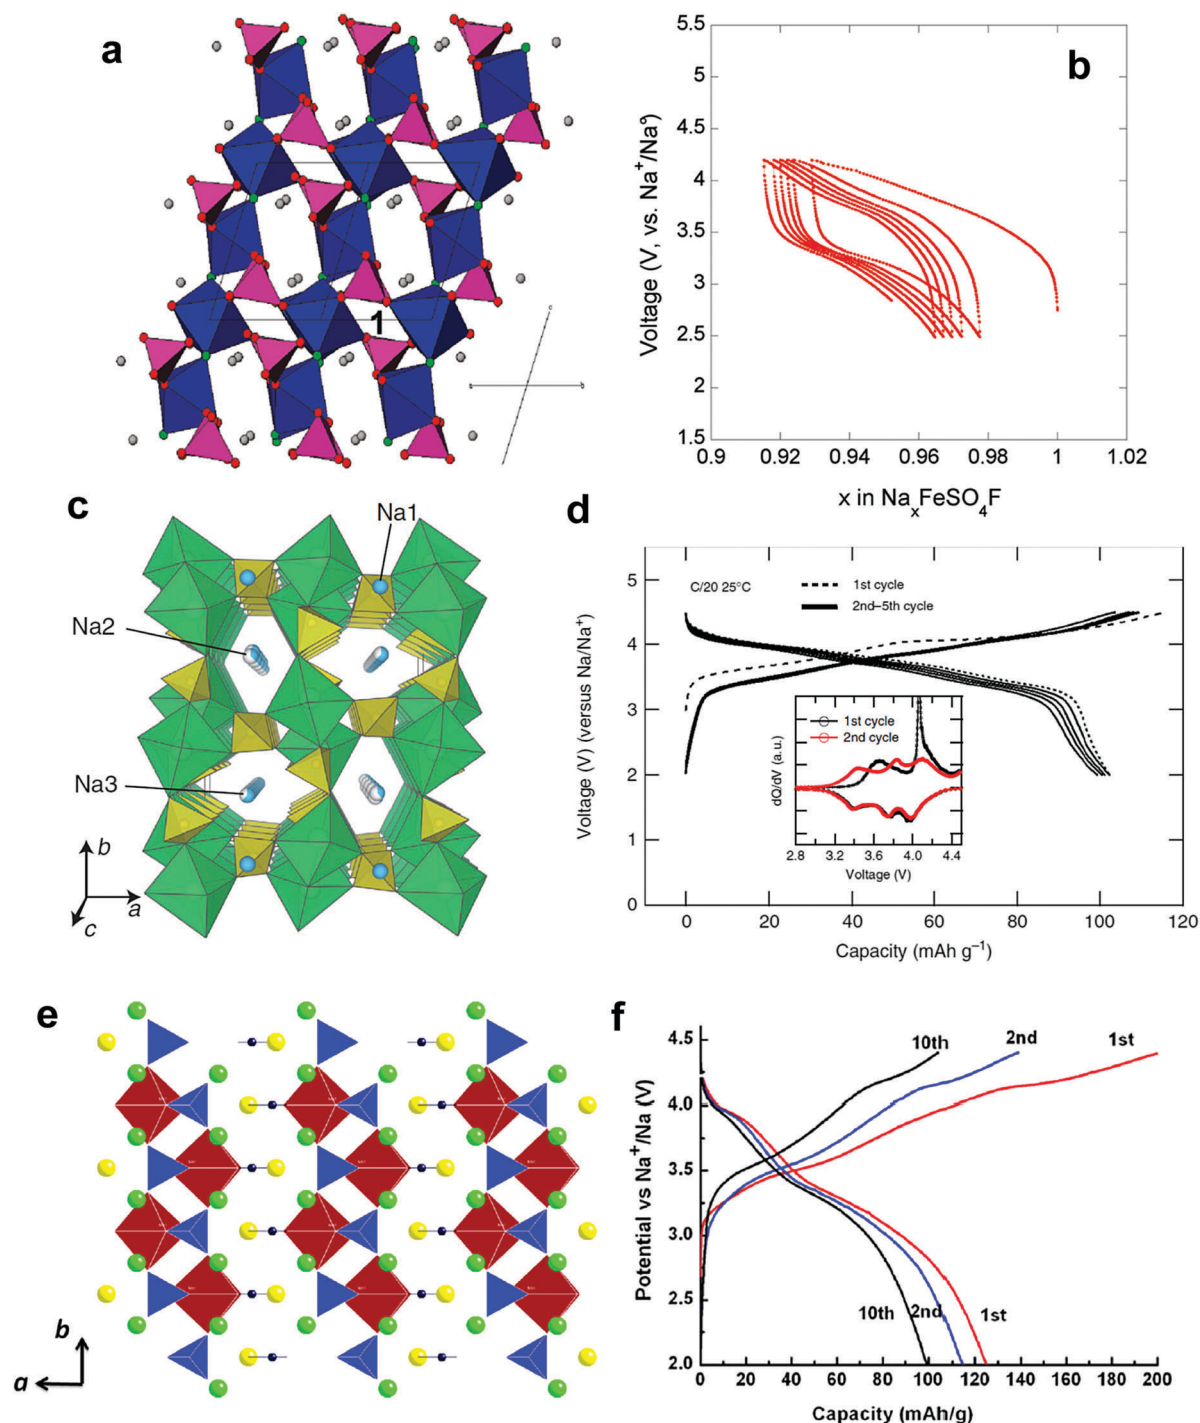 a
1
b
5.5
4.5
3.5
3
2.5
2
1.5
Voltage (V, vs. Na⁺/Na°)
0.9 0.92 0.94 0.96 0.98 1 1.02
x in NaₓFeSO₄F
c
Na1
Na2
Na3
b
a
c
d
C/20 25°C
1st cycle
2nd–5th cycle
5
4
3
2
1
0
Voltage (V) (versus Na/Na⁺)
1st cycle
2nd cycle
dQ/dV (a.u.)
2.8 3.2 3.6 4.0 4.4
Voltage (V)
0 20 40 60 80 100 120
Capacity (mAh g⁻¹)
e
b
a
f
10th
2nd
1st
4.5
4.0
3.5
3.0
2.5
2.0
Potential vs Na⁺/Na (V)
10th
2nd
1st
0 20 40 60 80 100 120 140 160 180 200
Capacity (mAh/g)